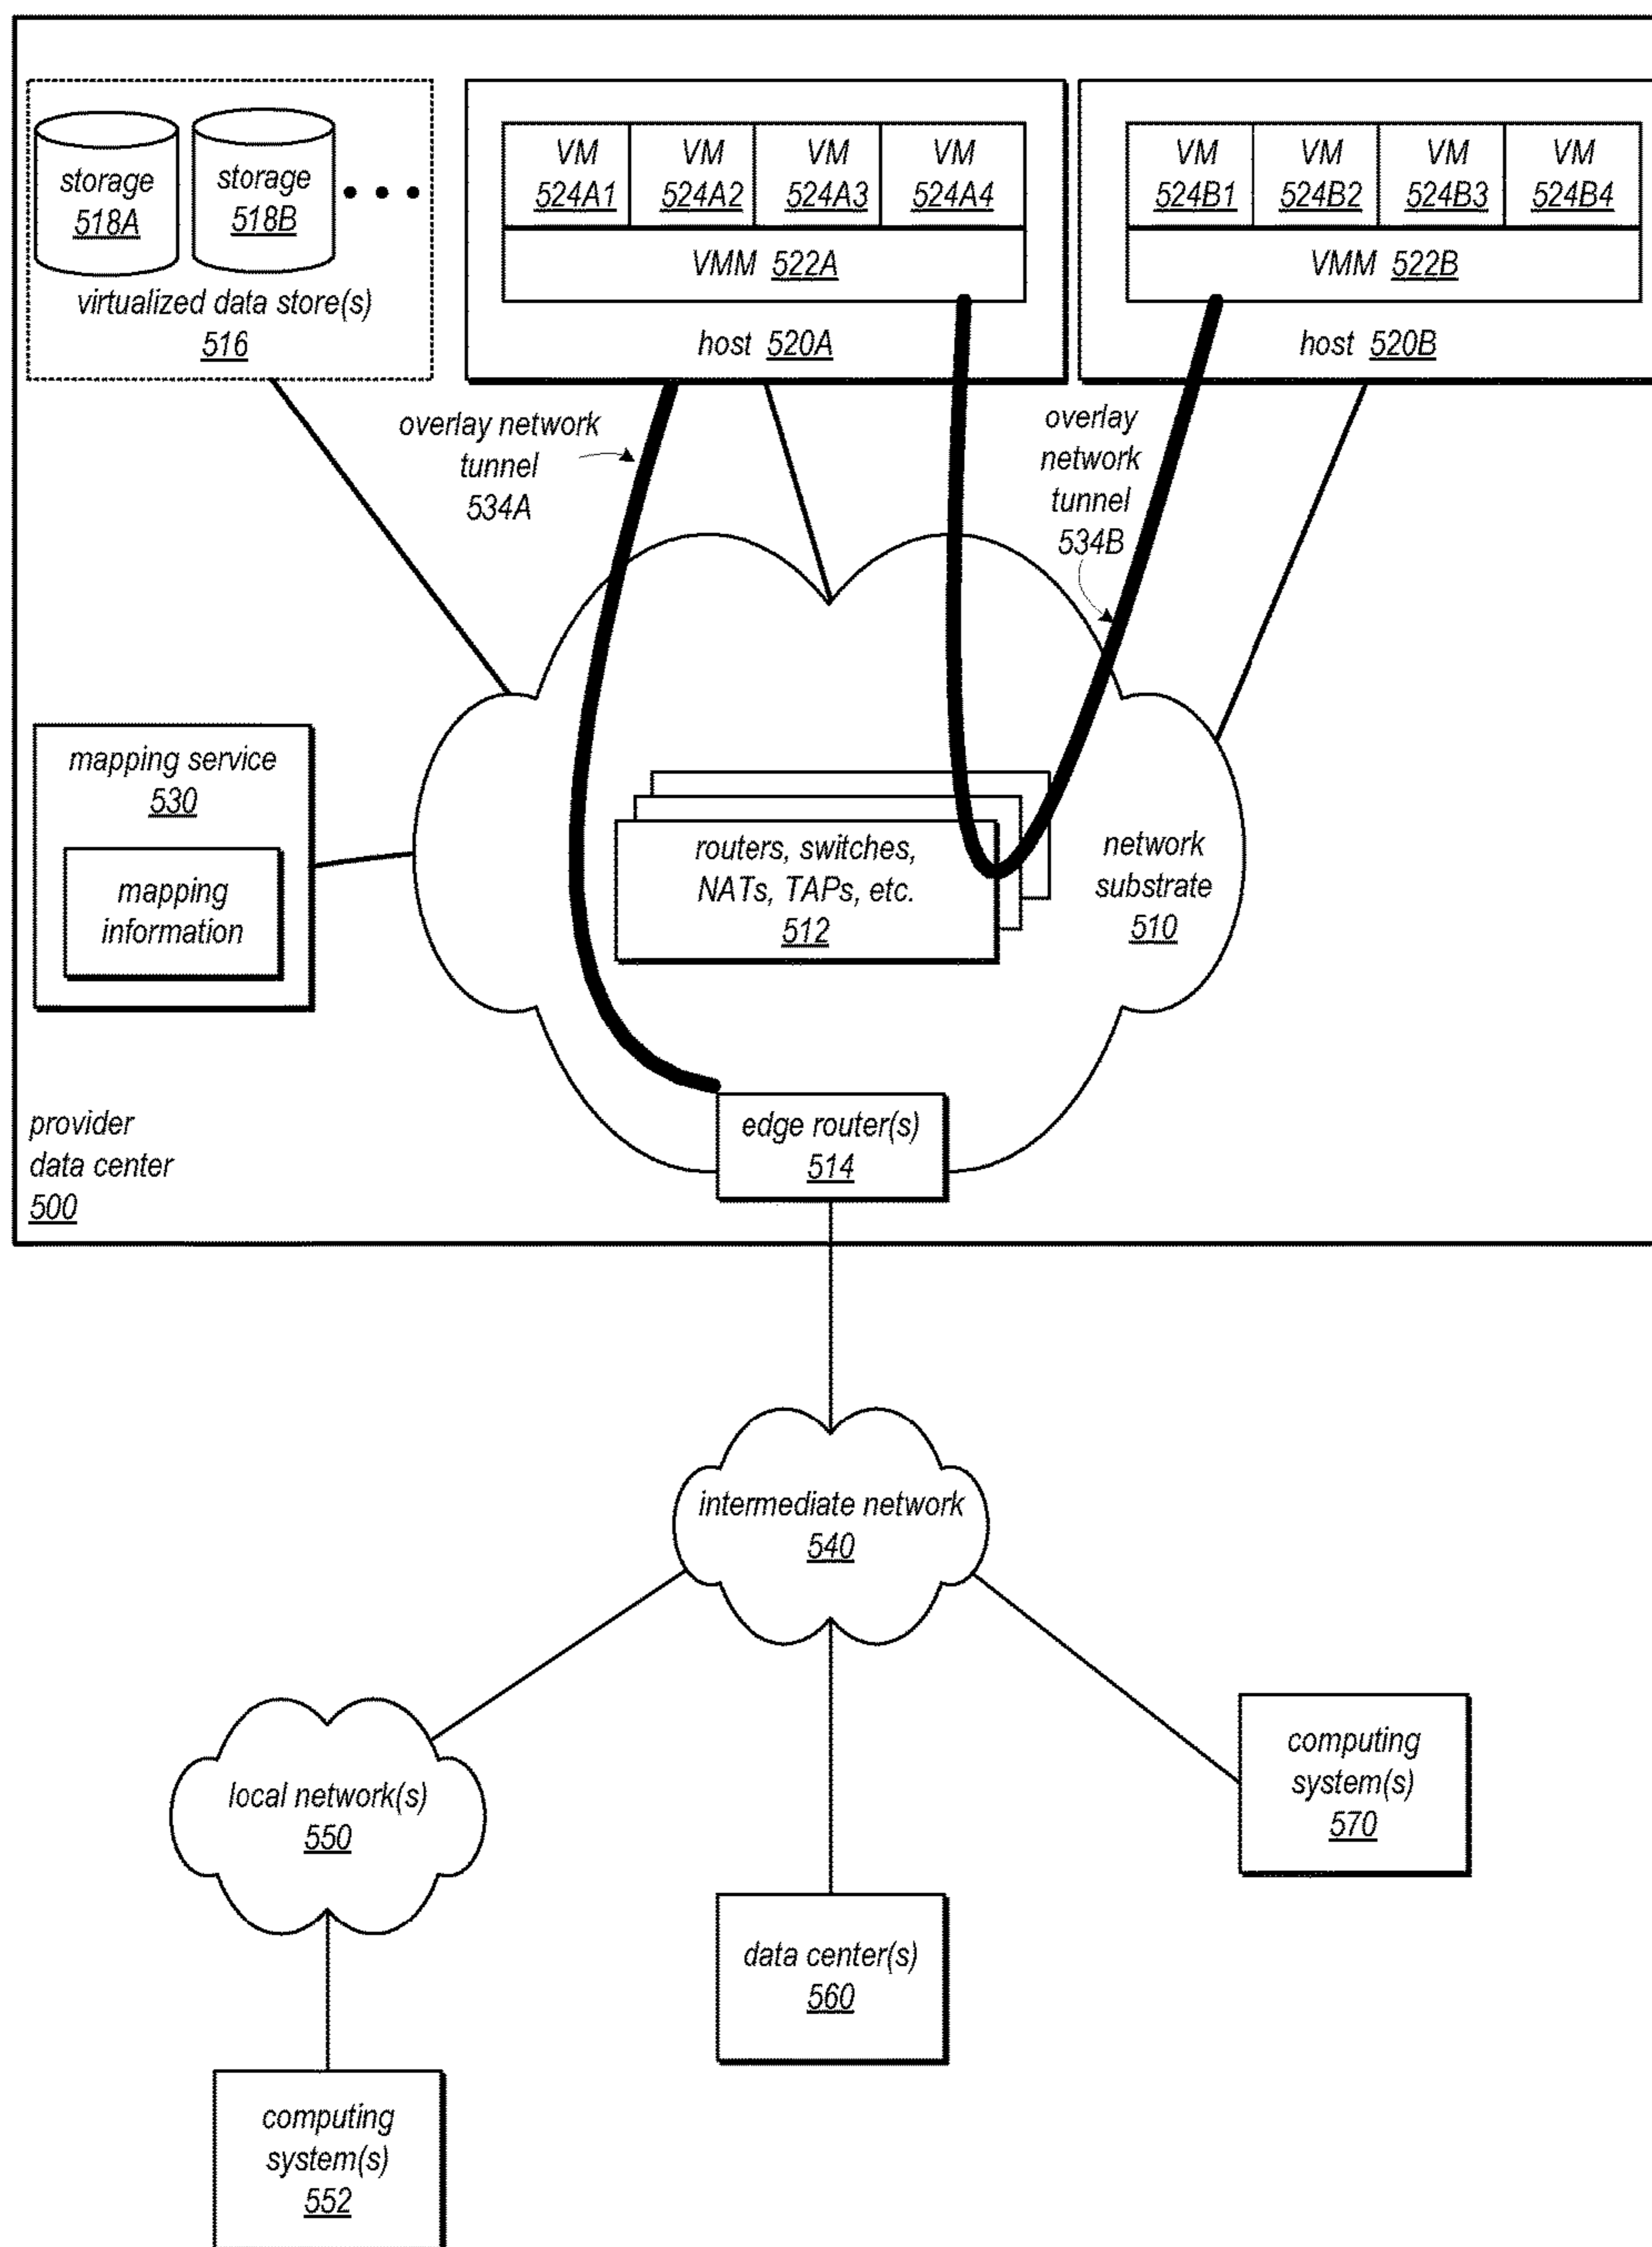 storage
518A
storage
518B
virtualized data store(s)
516
VM
524A1
VM
524A2
VM
524A3
VM
524A4
VMM 522A
host 520A
VM
524B1
VM
524B2
VM
524B3
VM
524B4
VMM 522B
host 520B
overlay network
tunnel
534A
overlay
network
tunnel
534B
mapping service
530
mapping
information
routers, switches,
NATs, TAPs, etc.
512
network
substrate
510
edge router(s)
514
provider
data center
500
intermediate network
540
local network(s)
550
computing
system(s)
570
data center(s)
560
computing
system(s)
552